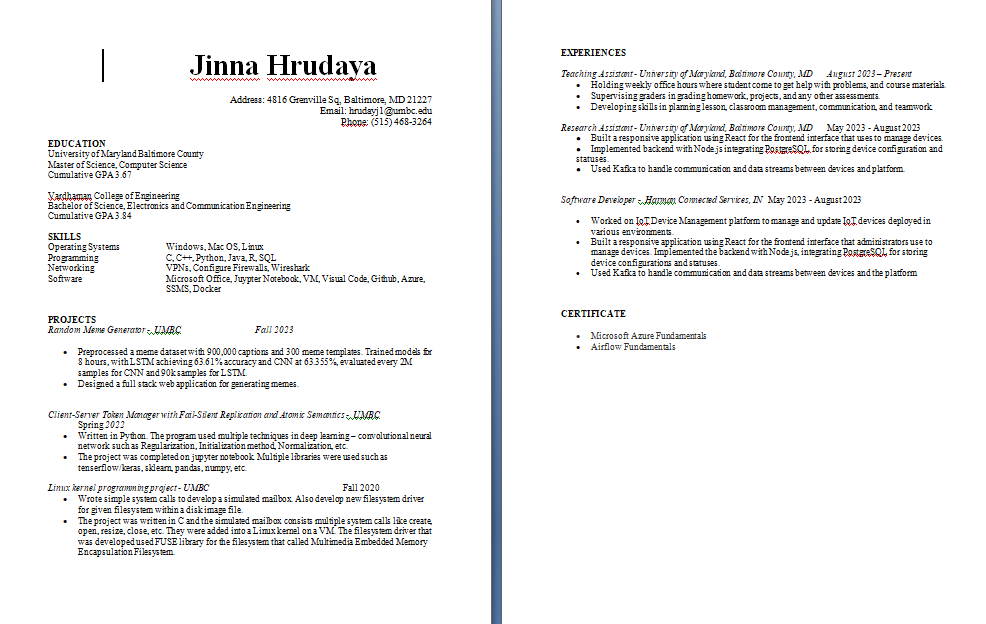 Jinna Hrudaya
Address: 4816 Grenville Sq, Baltimore, MD 21227
Email: hrudayj1@umbc.edu
Phone: (515) 468-3264
EDUCATION
University of Maryland Baltimore County
Master of Science, Computer Science
Cumulative GPA 3.67
Vardhaman College of Engineering
Bachelor of Science, Electronics and Communication Engineering
Cumulative GPA 3.84
SKILLS
Operating Systems Windows, Mac OS, Linux
Programming C, C++, Python, Java, R, SQL
Networking VPNs, Configure Firewalls, Wireshark
Software Microsoft Office, Juypter Notebook, VM, Visual Code, Github, Azure,
SSMS, Docker
PROJECTS
Random Meme Generator - UMBC Fall 2023
• Preprocessed a meme dataset with 900,000 captions and 300 meme templates. Trained models for
8 hours, with LSTM achieving 63.61% accuracy and CNN at 63.355%, evaluated every 2M
samples for CNN and 90k samples for LSTM.
• Designed a full stack web application for generating memes.
Client-Server Token Manager with Fail-Silent Replication and Atomic Semantics - UMBC
Spring 2022
• Written in Python. The program used multiple techniques in deep learning – convolutional neural
network such as Regularization, Initialization method, Normalization, etc.
• The project was completed on jupyter notebook. Multiple libraries were used such as
tenserflow/keras, sklearn, pandas, numpy, etc.
Linux kernel programming project - UMBC Fall 2020
• Wrote simple system calls to develop a simulated mailbox. Also develop new filesystem driver
for given filesystem within a disk image file.
• The project was written in C and the simulated mailbox consists multiple system calls like create,
open, resize, close, etc. They were added into a Linux kernel on a VM. The filesystem driver that
was developed used FUSE library for the filesystem that called Multimedia Embedded Memory
Encapsulation Filesystem.
EXPERIENCES
Teaching Assistant - University of Maryland, Baltimore County, MD August 2023 – Present
• Holding weekly office hours where student come to get help with problems, and course materials.
• Supervising graders in grading homework, projects, and any other assessments.
• Developing skills in planning lesson, classroom management, communication, and teamwork.
Research Assistant - University of Maryland, Baltimore County, MD May 2023 - August 2023
• Built a responsive application using React for the frontend interface that uses to manage devices.
• Implemented backend with Node js integrating PostgreSQL for storing device configuration and
statuses.
• Used Kafka to handle communication and data streams between devices and platform.
Software Developer - Harman Connected Services, IN May 2023 - August 2023
• Worked on IoT Device Management platform to manage and update IoT devices deployed in
various environments.
• Built a responsive application using React for the frontend interface that administrators use to
manage devices. Implemented the backend with Node.js, integrating PostgreSQL for storing
device configurations and statuses.
• Used Kafka to handle communication and data streams between devices and the platform
CERTIFICATE
• Microsoft Azure Fundamentals
• Airflow Fundamentals